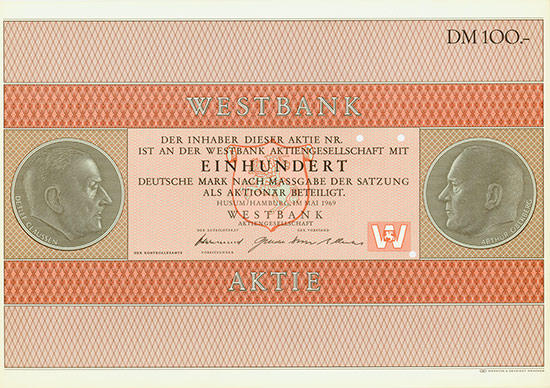 DM 100.-
WESTBANK
DER INHABER DIESER AKTIE NR.
IST AN DER WESTBANK AKTIENGESELLSCHAFT MIT
EINHUNDERT
DEUTSCHE MARK NACH MASSGABE DER SATZUNG
ALS AKTIONÄR BETEILIGT.
HUSUM/HAMBURG, IM MAI 1969
WESTBANK
AKTIENGESELLSCHAFT
DER AUFSICHTSRAT DER VORSTAND
DER KONTROLLBEAMTE VORSITZENDER
W
AKTIE
DETLEF
ARTHUR